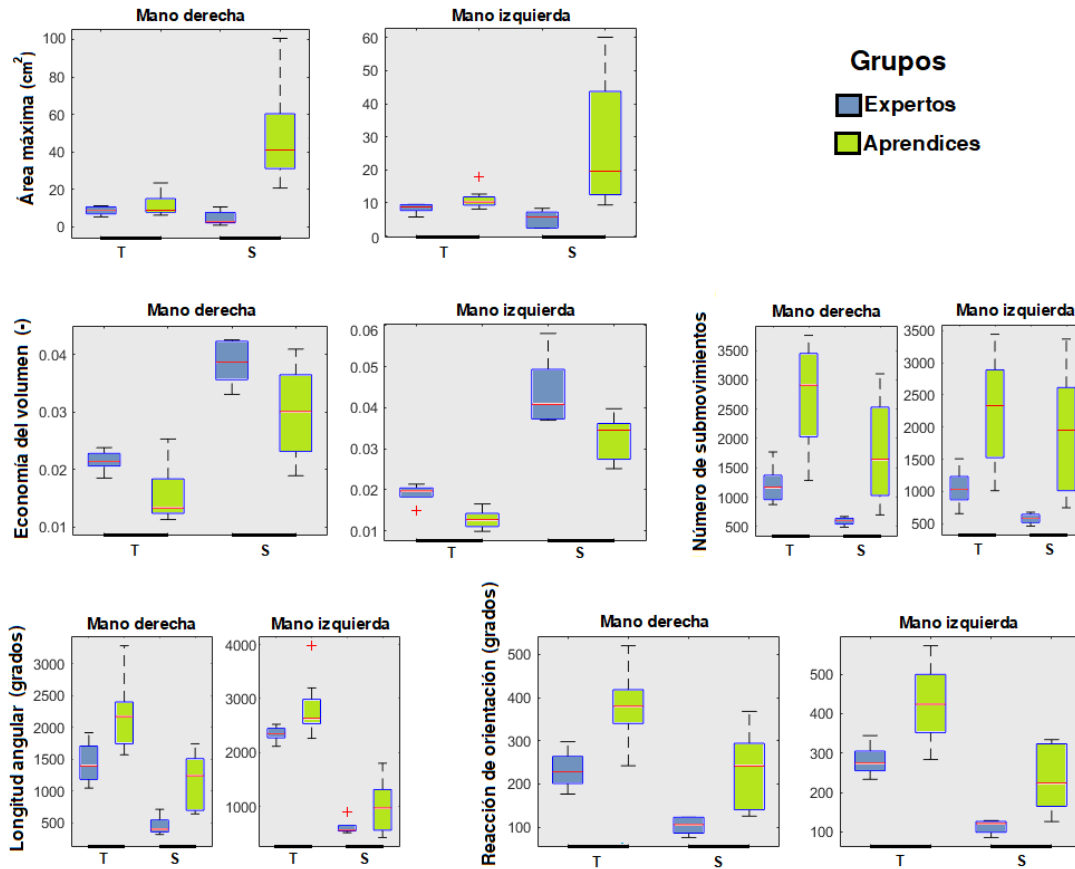 Mano derecha
Área máxima (cm²)
100
80
60
40
20
0
T
S
Mano izquierda
60
50
40
30
20
10
0
T
S
Grupos
Expertos
Aprendices
Mano derecha
Economía del volumen (-)
0.04
0.03
0.02
0.01
T
S
Mano izquierda
0.06
0.05
0.04
0.03
0.02
0.01
T
S
Mano derecha
Número de submovimientos
3500
3000
2500
2000
1500
1000
500
T
S
Mano izquierda
3500
3000
2500
2000
1500
1000
500
T
S
Mano derecha
Longitud angular (grados)
3000
2500
2000
1500
1000
500
T
S
Mano izquierda
4000
3000
2000
1000
T
S
Mano derecha
Reacción de orientación (grados)
500
400
300
200
100
T
S
Mano izquierda
500
400
300
200
100
T
S